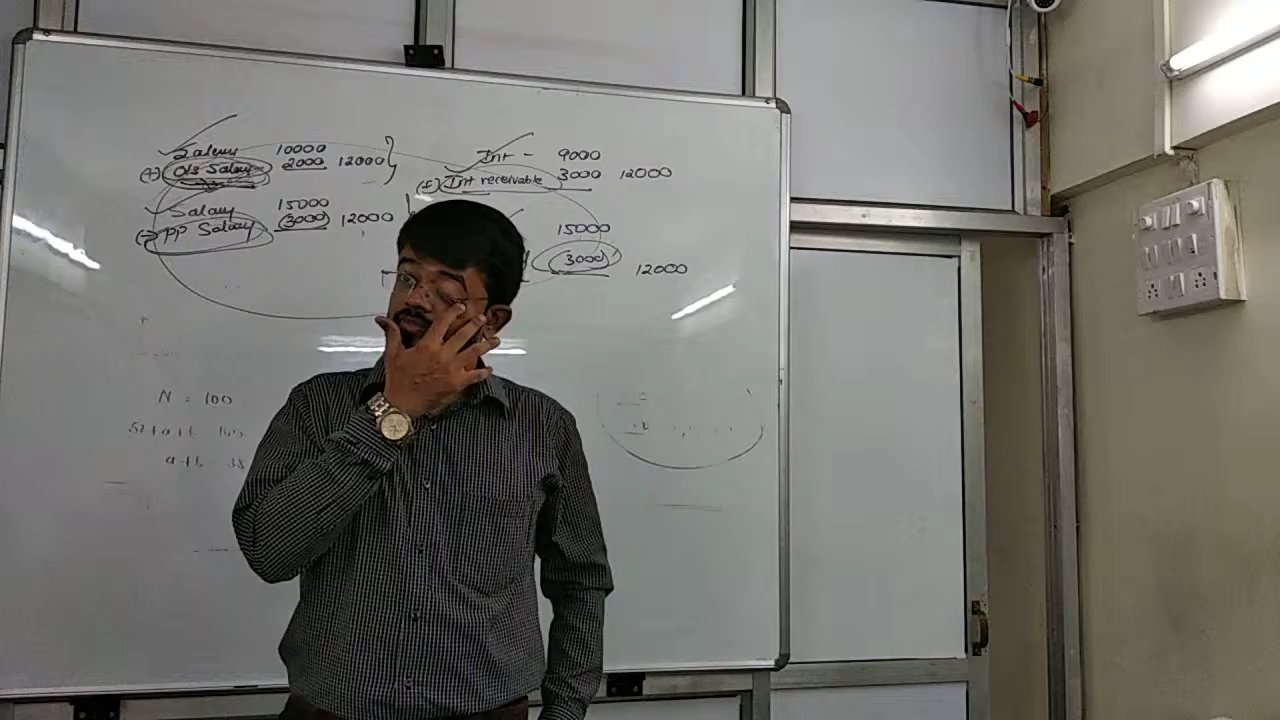 Salary 10000
(+) O/s Salary 2000 12000
Salary 15000
(-) PP Salary (3000) 12000
Int - 9000
(+) Int receivable 3000 12000
15000
(3000) 12000
N = 100